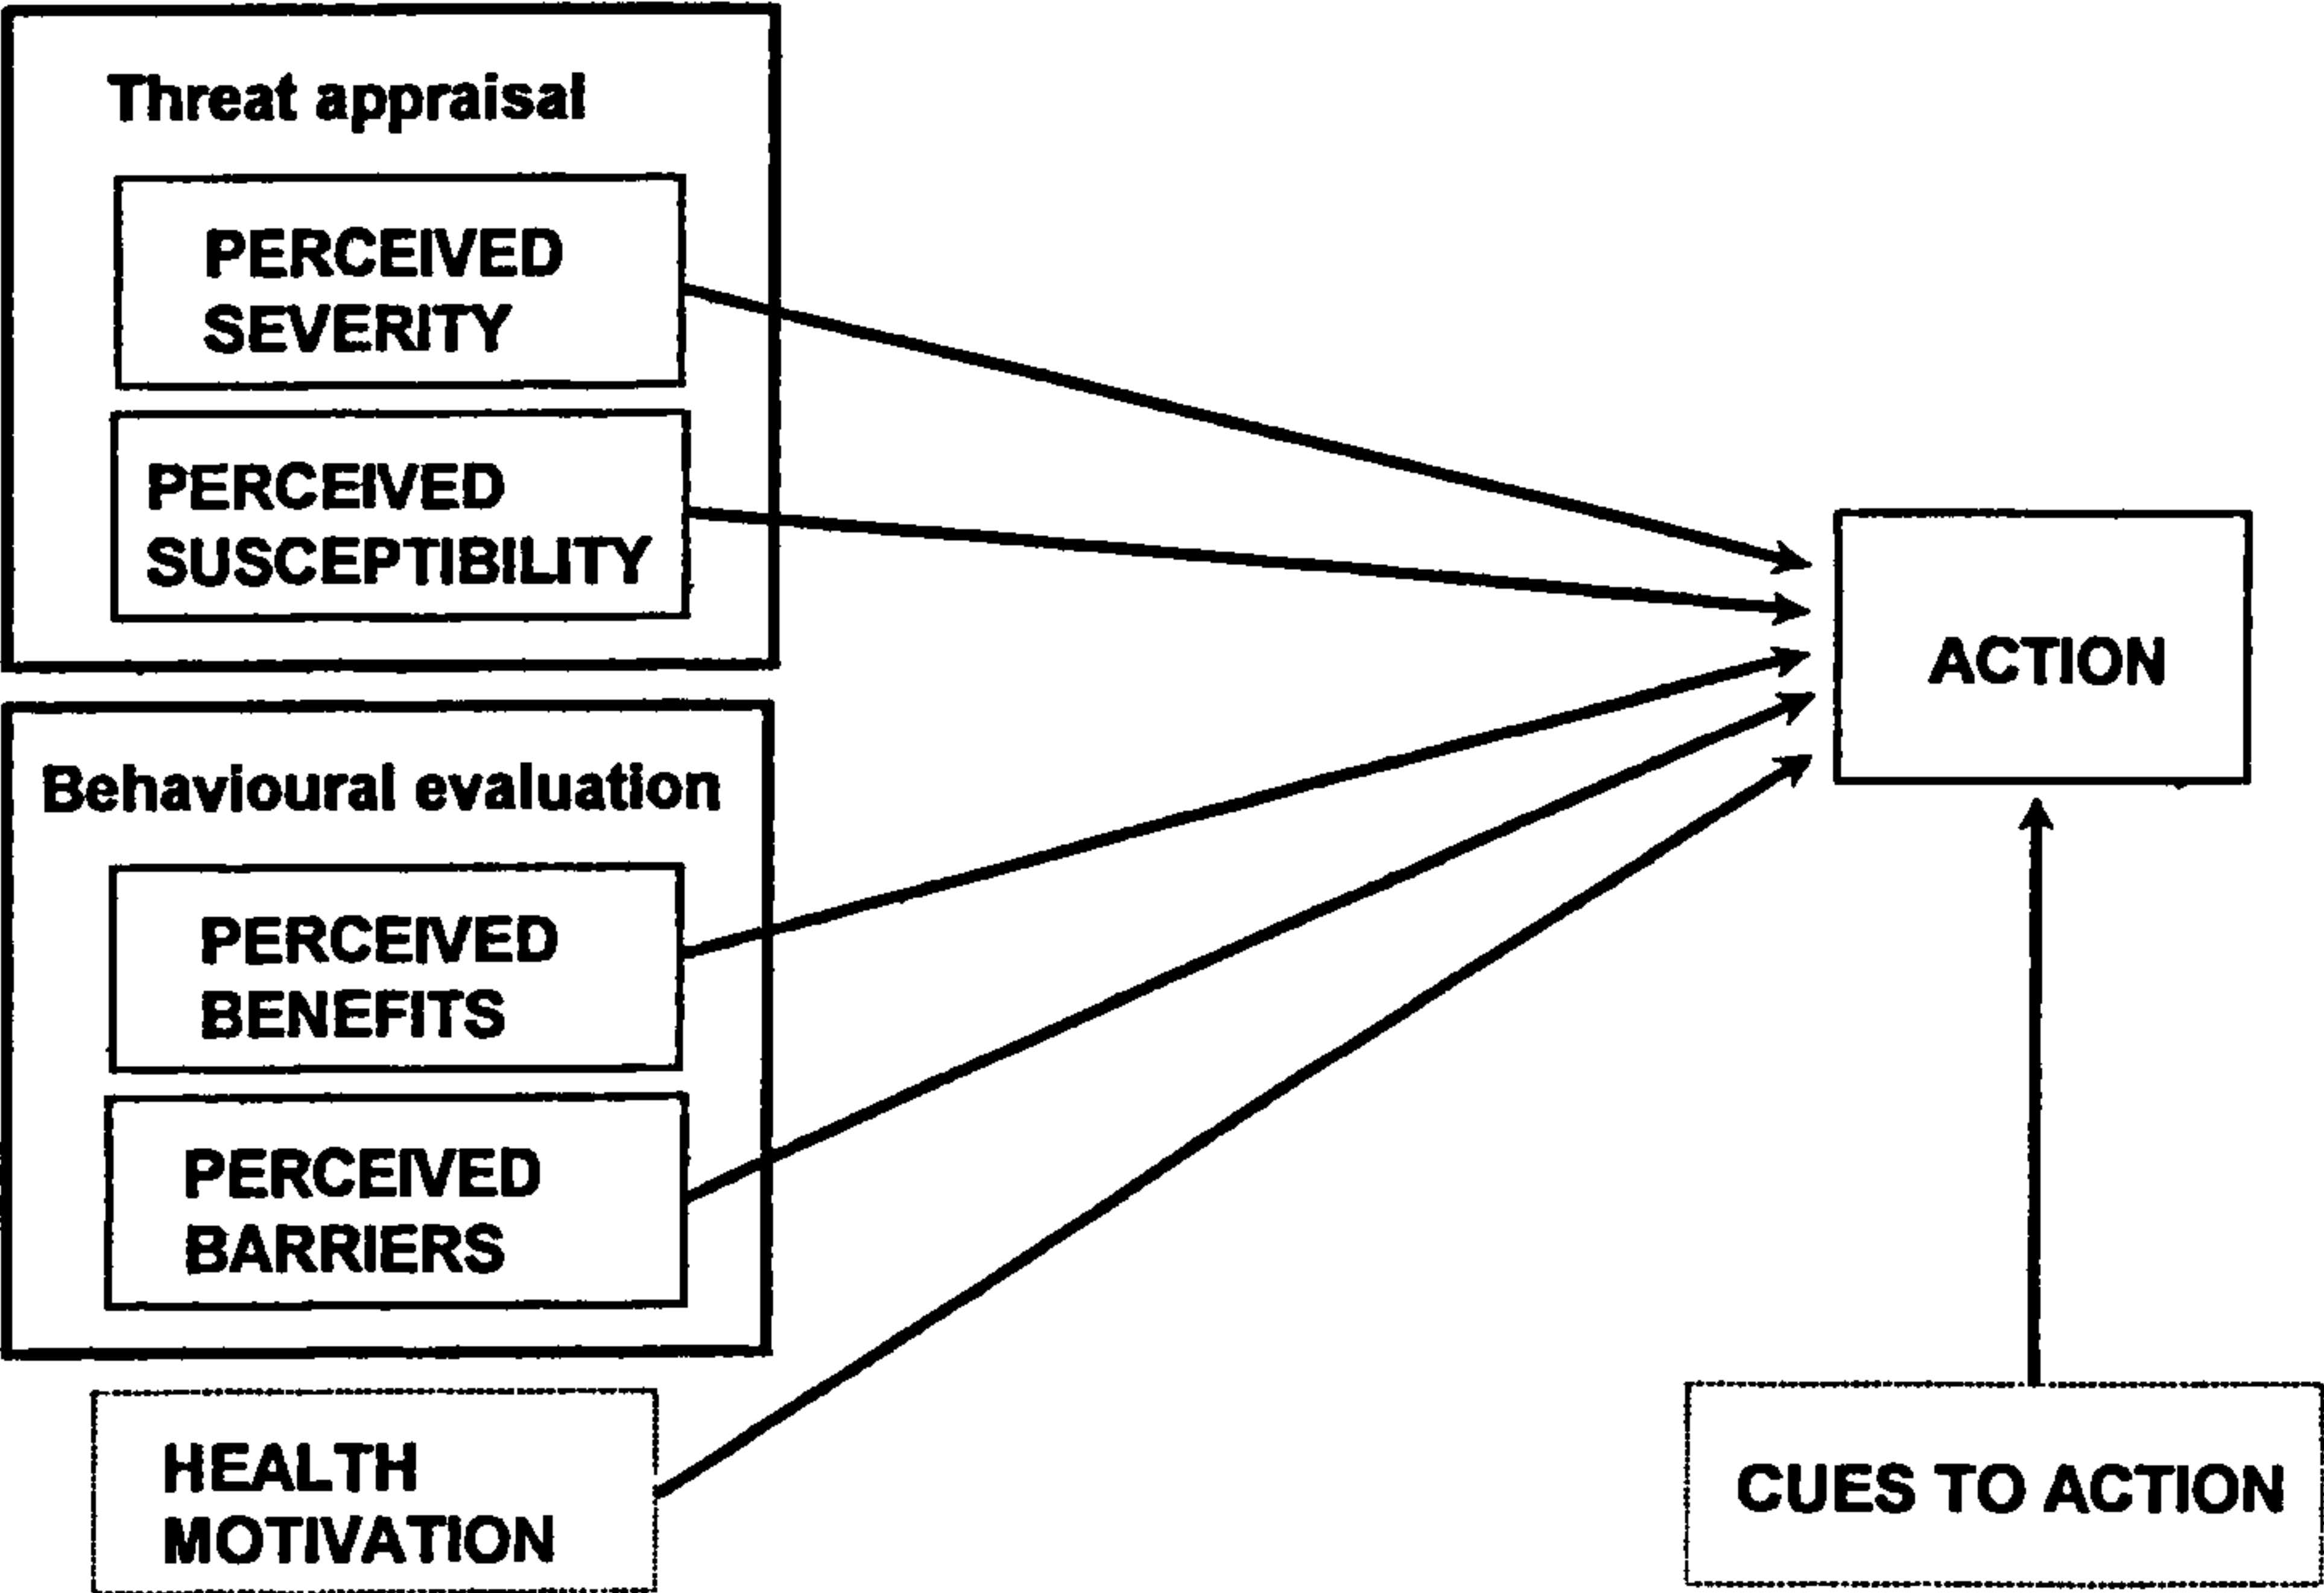 Threat appraisal
PERCEIVED
SEVERITY
PERCEIVED
SUSCEPTIBILITY
ACTION
Behavioural evaluation
PERCEIVED
BENEFITS
PERCEIVED
BARRIERS
HEALTH
MOTIVATION
CUES TO ACTION